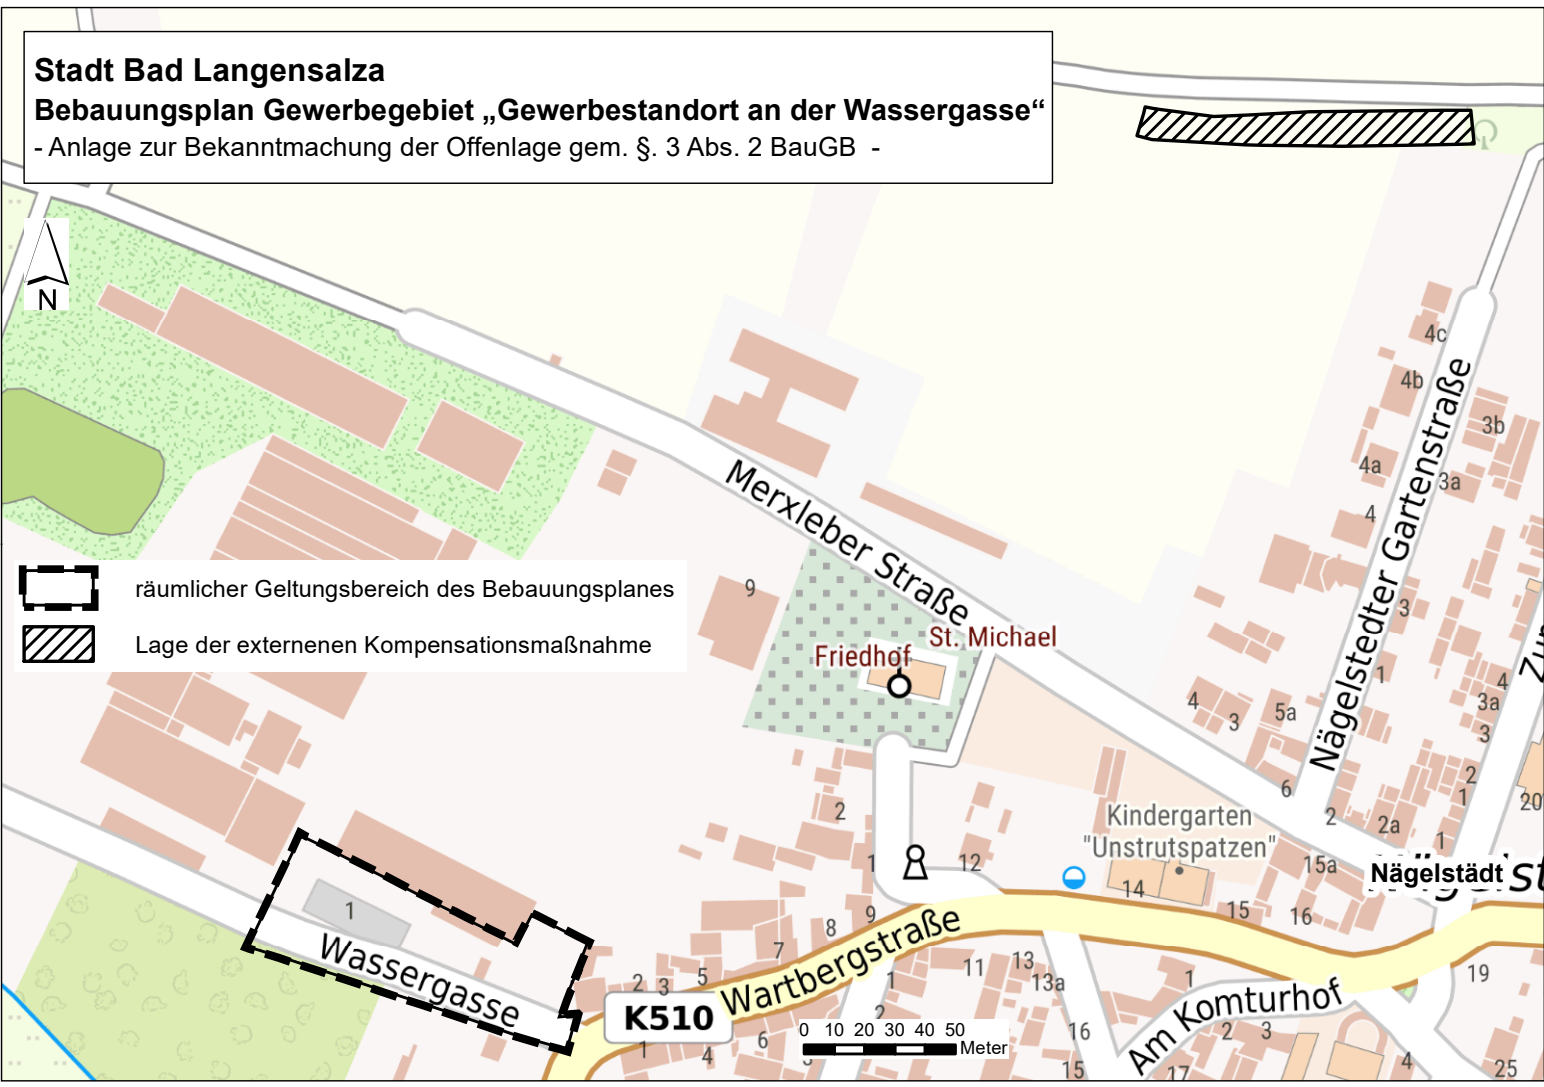 Stadt Bad Langensalza
Bebauungsplan Gewerbegebiet „Gewerbestandort an der Wassergasse“
- Anlage zur Bekanntmachung der Offenlage gem. §. 3 Abs. 2 BauGB -
N
4c
4b
3b
4a
3a
4
Nägelstedter Gartenstraße
Merxleber Straße
räumlicher Geltungsbereich des Bebauungsplanes
Lage der externenen Kompensationsmaßnahme
9
3
St. Michael
Friedhof
1
4
3
5a
4
3a
3
2
1
6
2
2a
1
20
2
Kindergarten
"Unstrutspatzen"
15a
Nägelstädt
1
12
14
15
16
1
Wassergasse
9
8
7
5
3
2
Wartbergstraße
K510
11
13
13a
1
2
1
4
6
16
15
17
1
Am Komturhof
2
3
4
19
25
0 10 20 30 40 50
Meter